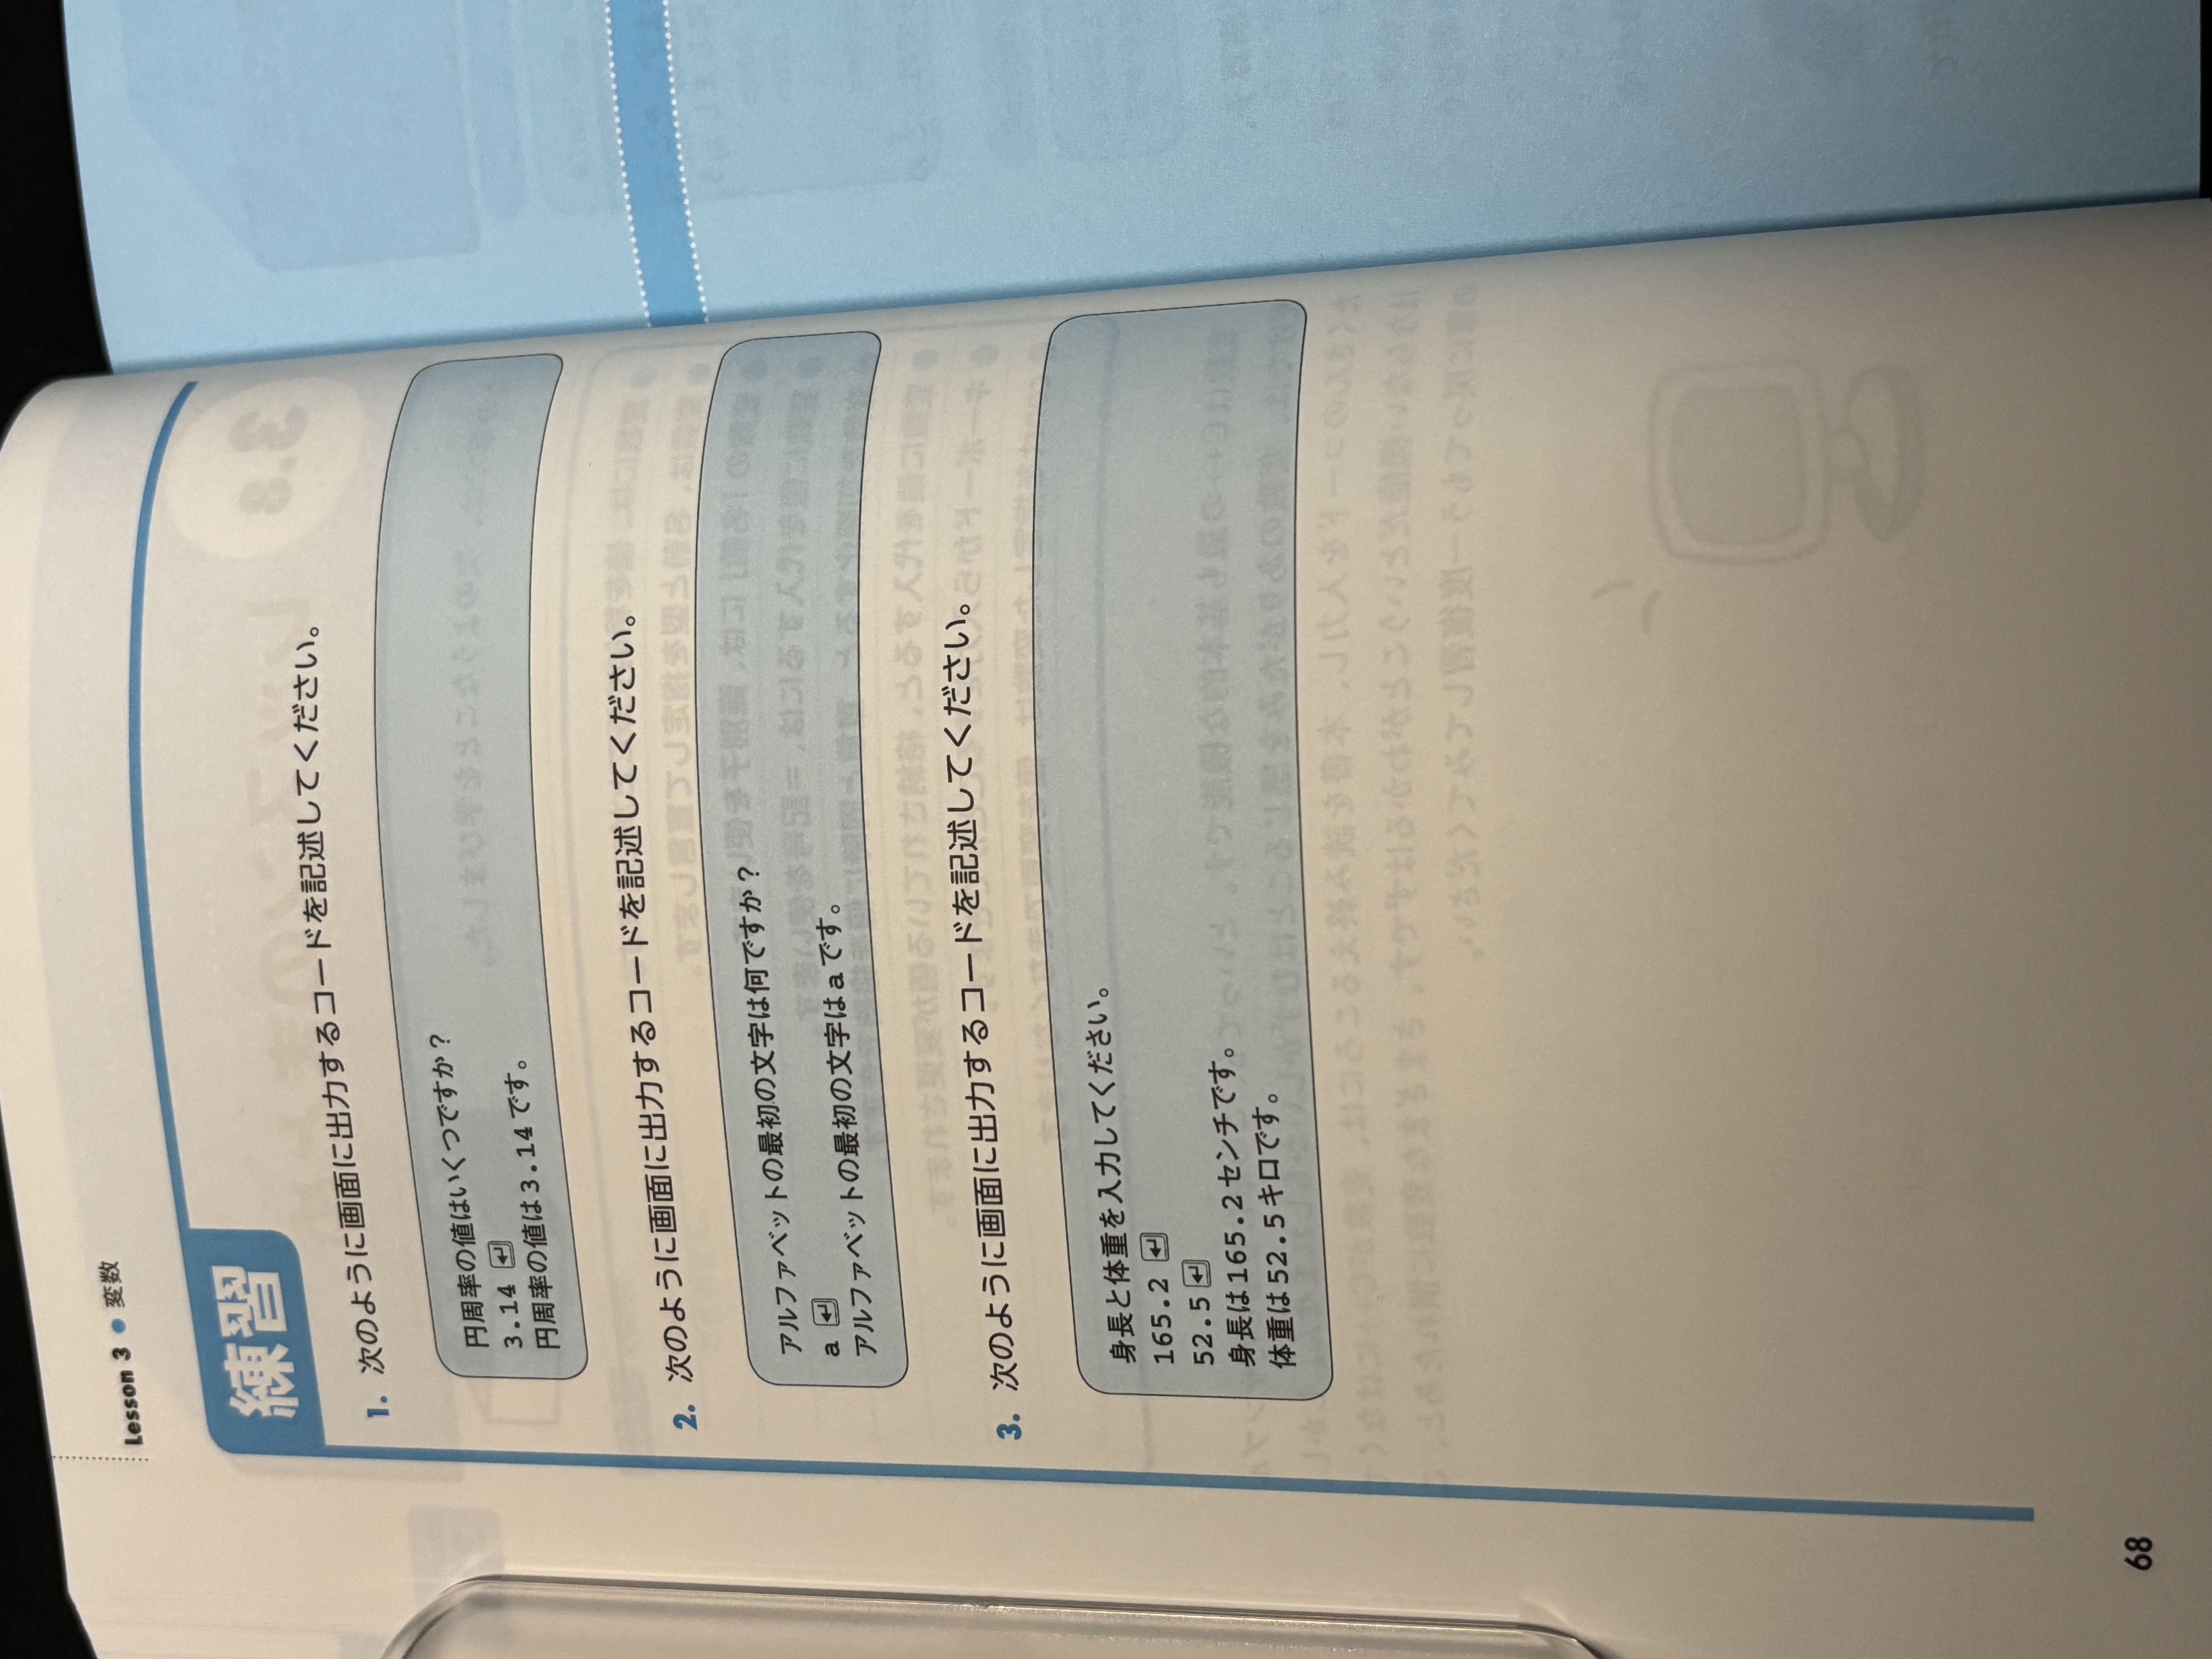 Lesson 3 ● 変数
練習
1. 次のように画面に出力するコードを記述してください。
円周率の値はいくつですか？
3.14 ↵
円周率の値は3.14です。
2. 次のように画面に出力するコードを記述してください。
アルファベットの最初の文字は何ですか？
a ↵
アルファベットの最初の文字はaです。
3. 次のように画面に出力するコードを記述してください。
身長と体重を入力してください。
165.2 ↵
52.5 ↵
身長は165.2センチです。
体重は52.5キロです。
68